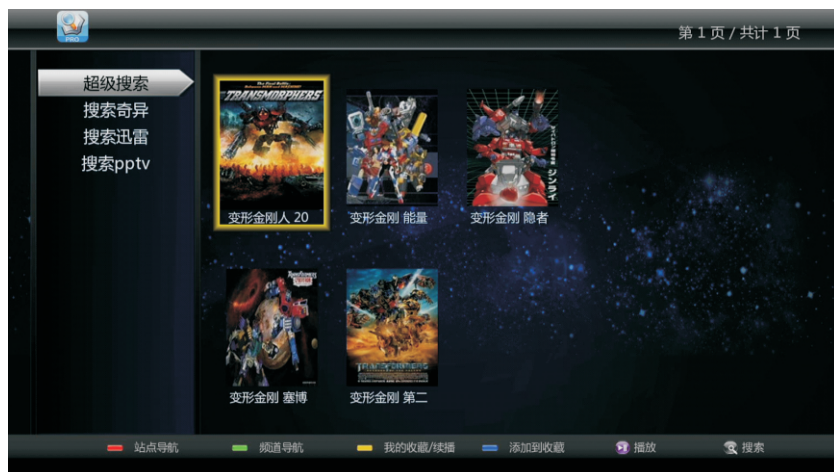 PRO
第 1 页 / 共计 1 页
超级搜索
搜索奇异
搜索迅雷
搜索pptv
TRANSMORPHERS
变形金刚人 20
变形金刚 能量
变形金刚 隐者
变形金刚 塞博
变形金刚 第二
站点导航
频道导航
我的收藏/续播
添加到收藏
播放
搜索